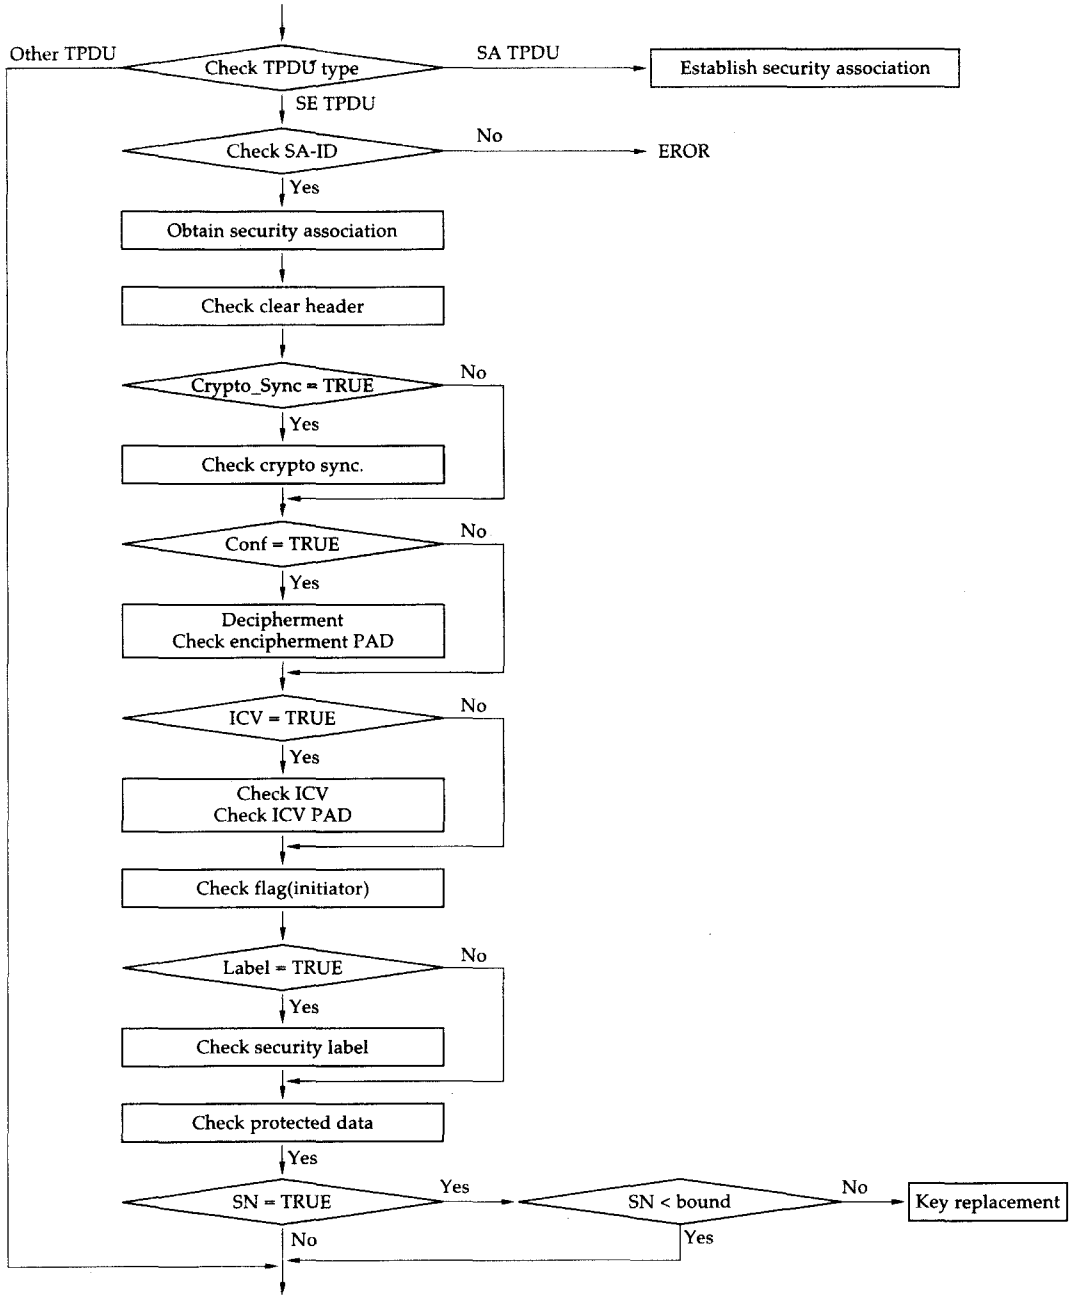 Other TPDU
Check TPDU type
SA TPDU
Establish security association
SE TPDU
Check SA-ID
No
EROR
Yes
Obtain security association
Check clear header
Crypto_Sync = TRUE
No
Yes
Check crypto sync.
Conf = TRUE
No
Yes
Decipherment
Check encipherment PAD
ICV = TRUE
No
Yes
Check ICV
Check ICV PAD
Check flag(initiator)
Label = TRUE
No
Yes
Check security label
Check protected data
Yes
SN = TRUE
Yes
SN < bound
No
Key replacement
No
Yes